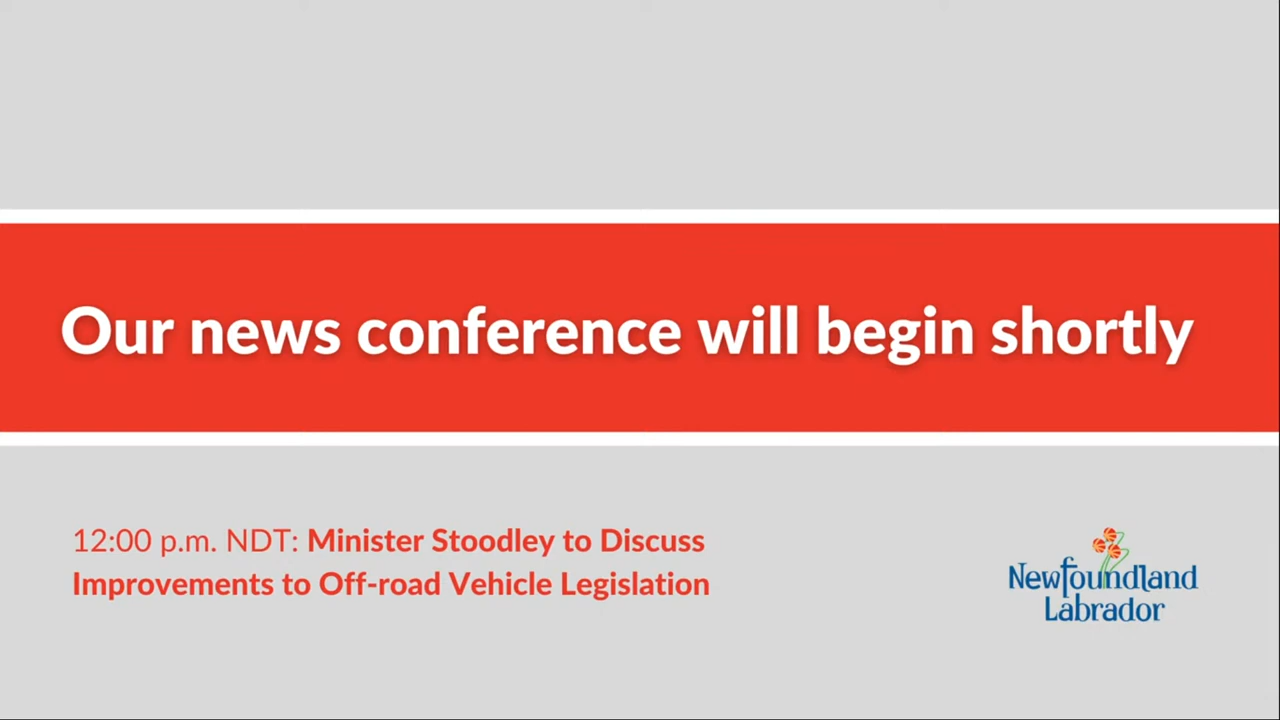 Our news conference will begin shortly
12:00 p.m. NDT: Minister Stoodley to Discuss
Improvements to Off-road Vehicle Legislation
Newfoundland
Labrador